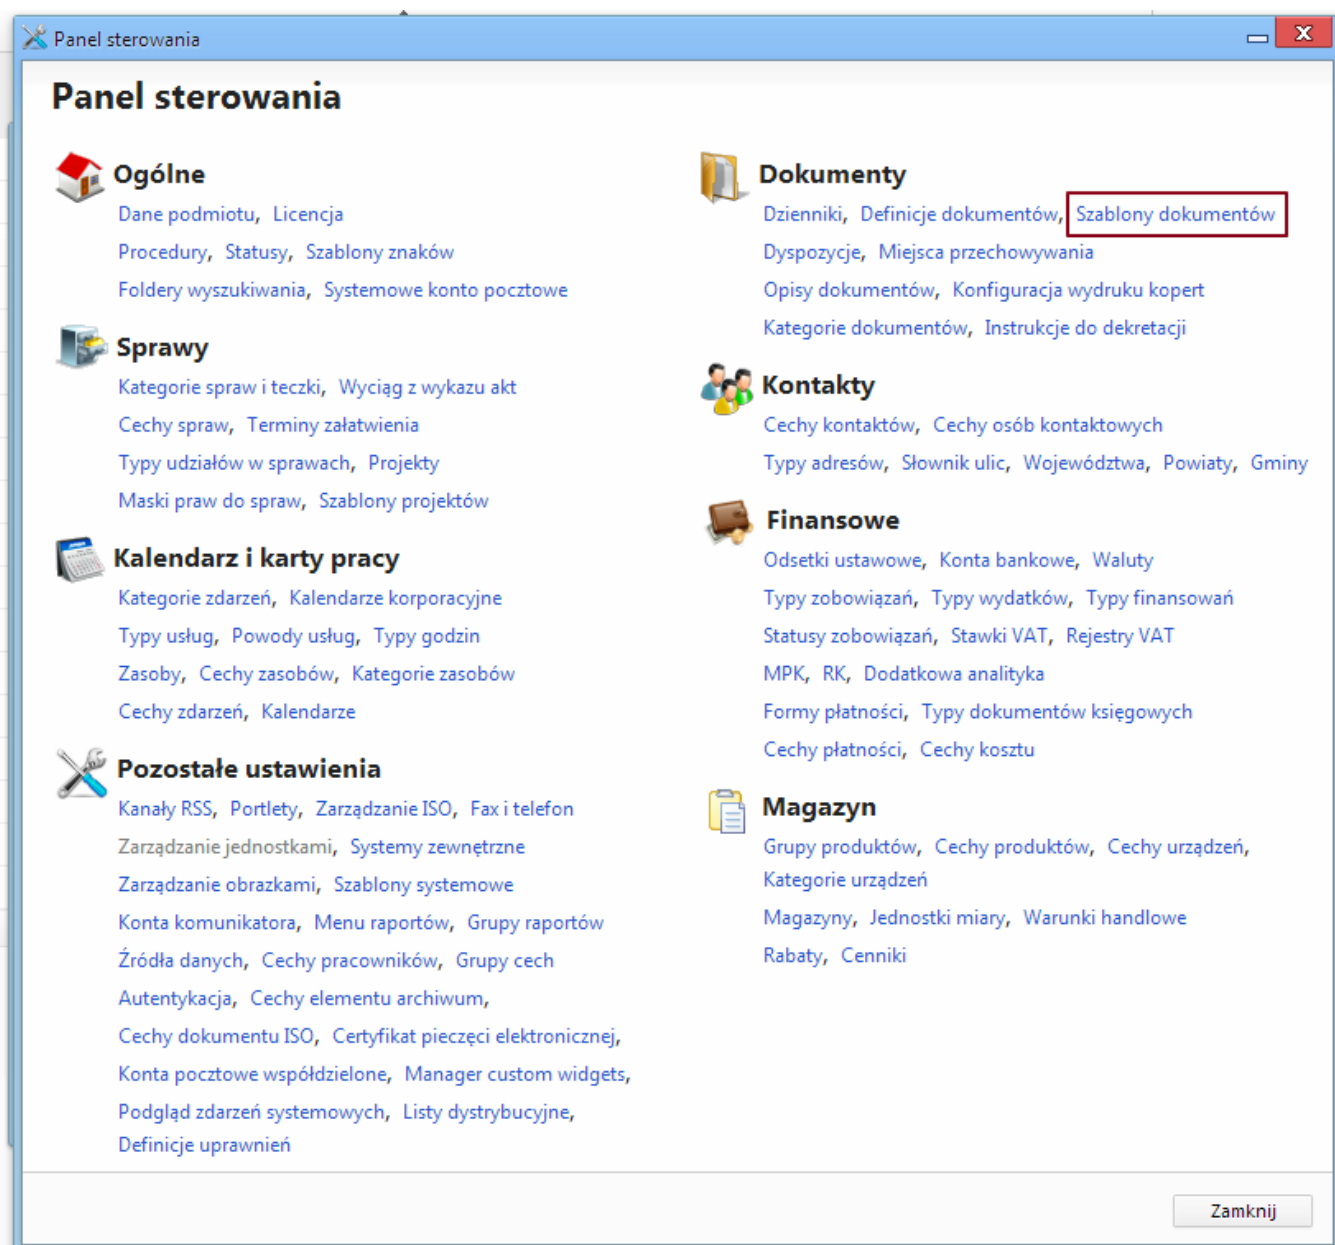 Panel sterowania
Panel sterowania
Ogólne
Dane podmiotu, Licencja
Procedury, Statusy, Szablony znaków
Foldery wyszukiwania, Systemowe konto pocztowe
Sprawy
Kategorie spraw i teczki, Wyciąg z wykazu akt
Cechy spraw, Terminy załatwienia
Typy udziałów w sprawach, Projekty
Maski praw do spraw, Szablony projektów
Kalendarz i karty pracy
Kategorie zdarzeń, Kalendarze korporacyjne
Typy usług, Powody usług, Typy godzin
Zasoby, Cechy zasobów, Kategorie zasobów
Cechy zdarzeń, Kalendarze
Pozostałe ustawienia
Kanały RSS, Portlety, Zarządzanie ISO, Fax i telefon
Zarządzanie jednostkami, Systemy zewnętrzne
Zarządzanie obrazkami, Szablony systemowe
Konta komunikatora, Menu raportów, Grupy raportów
Źródła danych, Cechy pracowników, Grupy cech
Autentykacja, Cechy elementu archiwum,
Cechy dokumentu ISO, Certyfikat pieczęci elektronicznej,
Konta pocztowe współdzielone, Manager custom widgets,
Podgląd zdarzeń systemowych, Listy dystrybucyjne,
Definicje uprawnień
Dokumenty
Dzienniki, Definicje dokumentów, Szablony dokumentów
Dyspozycje, Miejsca przechowywania
Opisy dokumentów, Konfiguracja wydruku kopert
Kategorie dokumentów, Instrukcje do dekretacji
Kontakty
Cechy kontaktów, Cechy osób kontaktowych
Typy adresów, Słownik ulic, Województwa, Powiaty, Gminy
Finansowe
Odsetki ustawowe, Konta bankowe, Waluty
Typy zobowiązań, Typy wydatków, Typy finansowań
Statusy zobowiązań, Stawki VAT, Rejestry VAT
MPK, RK, Dodatkowa analityka
Formy płatności, Typy dokumentów księgowych
Cechy płatności, Cechy kosztu
Magazyn
Grupy produktów, Cechy produktów, Cechy urządzeń,
Kategorie urządzeń
Magazyny, Jednostki miary, Warunki handlowe
Rabaty, Cenniki
Zamknij